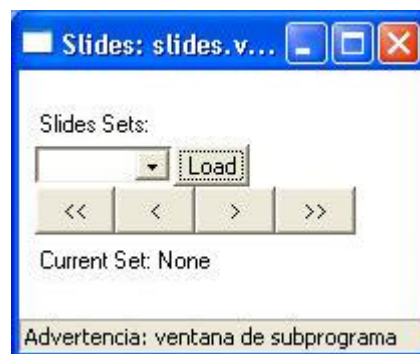 Slides: slides.v...
Slides Sets:
Load
<< < > >>
Current Set: None
Advertencia: ventana de subprograma